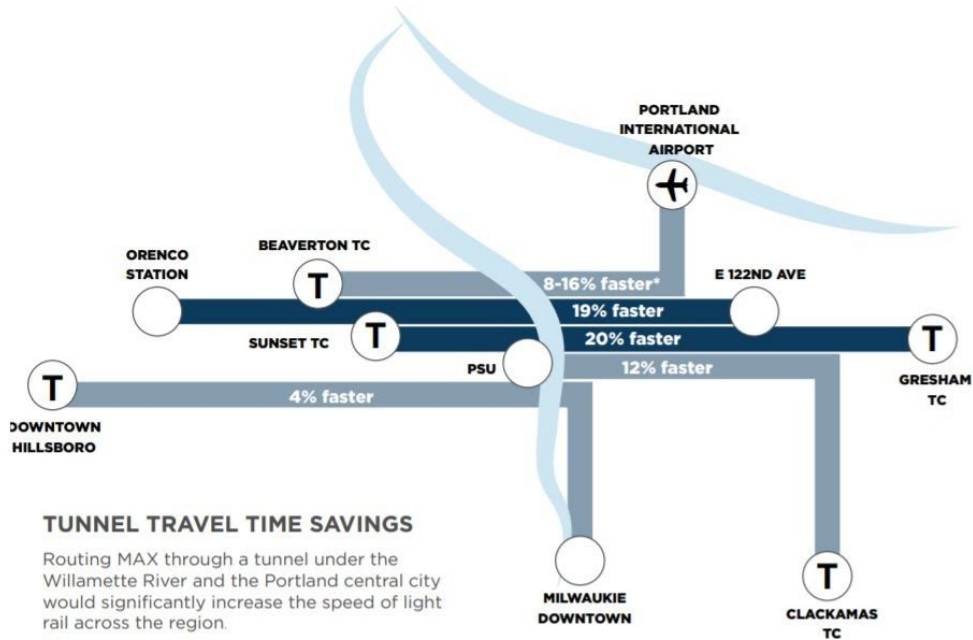 PORTLAND
INTERNATIONAL
AIRPORT
ORENCO
STATION
BEAVERTON TC
T
8-16% faster*
E 122ND AVE
19% faster
SUNSET TC
T
20% faster
T
GRESHAM
TC
PSU
12% faster
T
DOWNTOWN
HILLSBORO
4% faster
TUNNEL TRAVEL TIME SAVINGS
Routing MAX through a tunnel under the
Willamette River and the Portland central city
would significantly increase the speed of light
rail across the region.
MILWAUKIE
DOWNTOWN
T
CLACKAMAS
TC